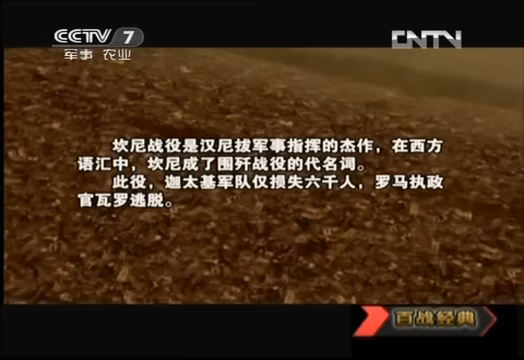 CCTV 7
军事 农业
CNTV
坎尼战役是汉尼拔军事指挥的杰作，在西方
语汇中，坎尼成了围歼战役的代名词。
此役，迦太基军队仅损失六千人，罗马执政
官瓦罗逃脱。
百战经典